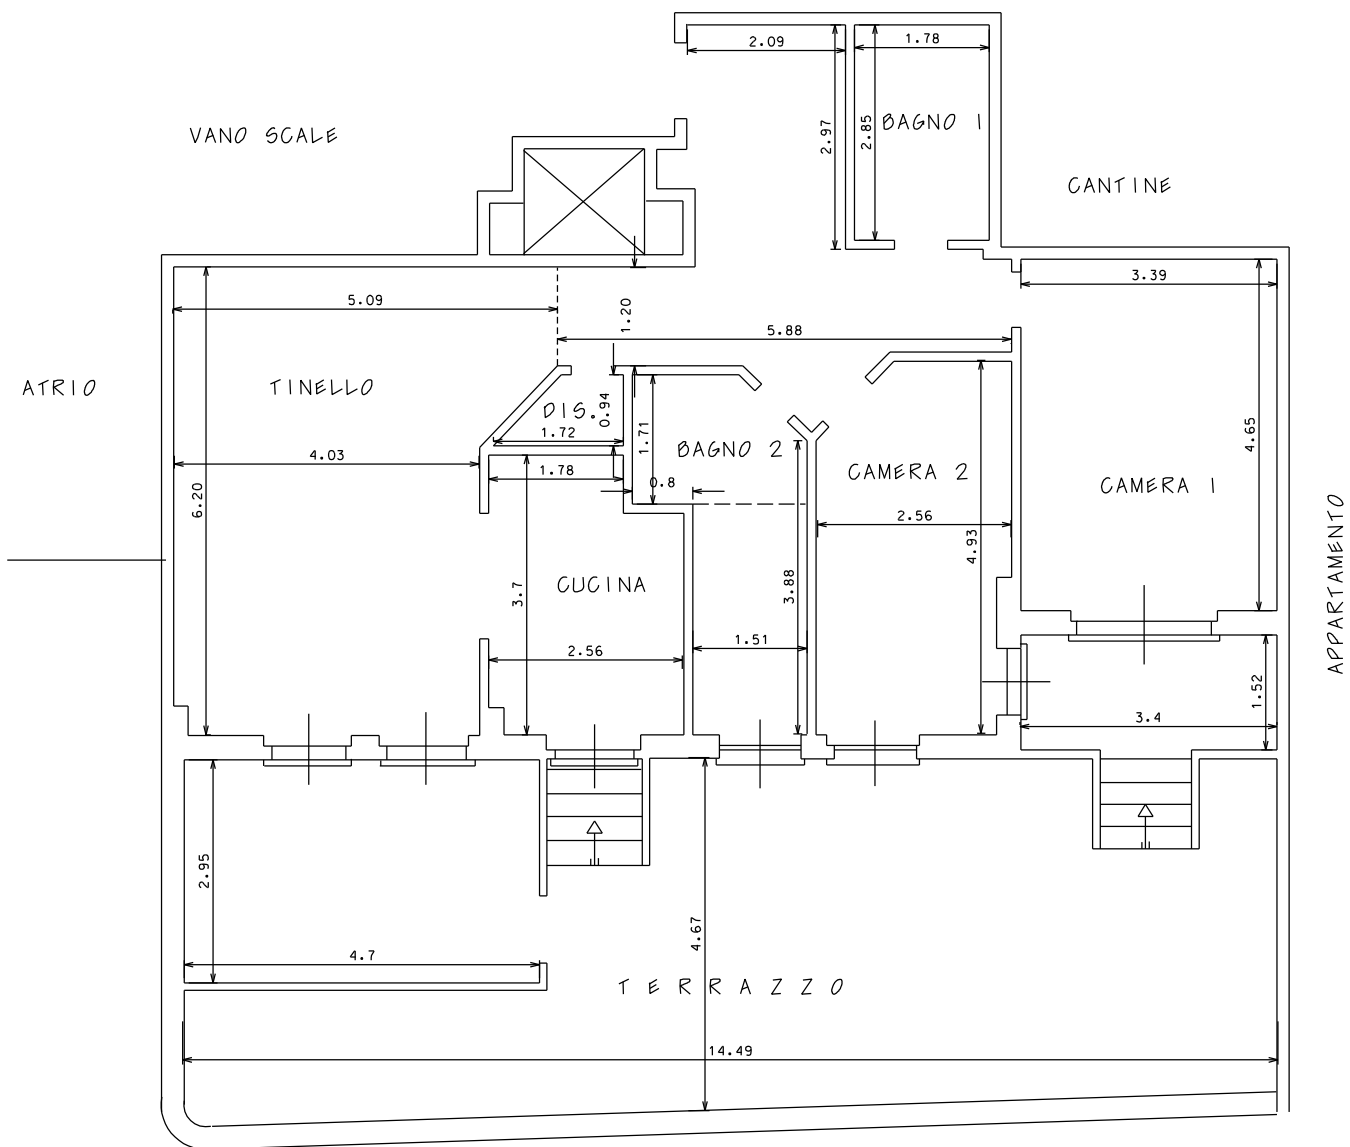 2.09
1.78
VANO SCALE
2.97
2.85
BAGNO 1
CANTINE
5.09
1.20
5.88
3.39
ATRIO
TINELLO
DIS.
0.94
1.72
1.71
4.03
1.78
BAGNO 2
0.8
CAMERA 2
CAMERA 1
4.65
6.20
2.56
4.93
APPARTAMENTO
3.7
CUCINA
3.88
1.51
2.56
1.52
3.4
2.95
4.67
4.7
TERRAZZO
14.49